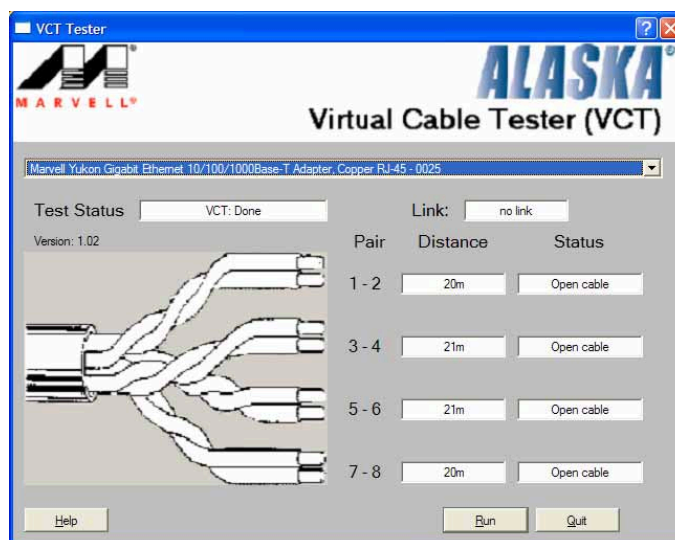 VCT Tester
MARVELL®
ALASKA®
Virtual Cable Tester (VCT)
Marvell Yukon Gigabit Ethernet 10/100/1000Base-T Adapter, Copper RJ-45 - 0025
Test Status VCT: Done Link: no link
Version: 1.02 Pair Distance Status
1 - 2 20m Open cable
3 - 4 21m Open cable
5 - 6 21m Open cable
7 - 8 20m Open cable
Help Run Quit